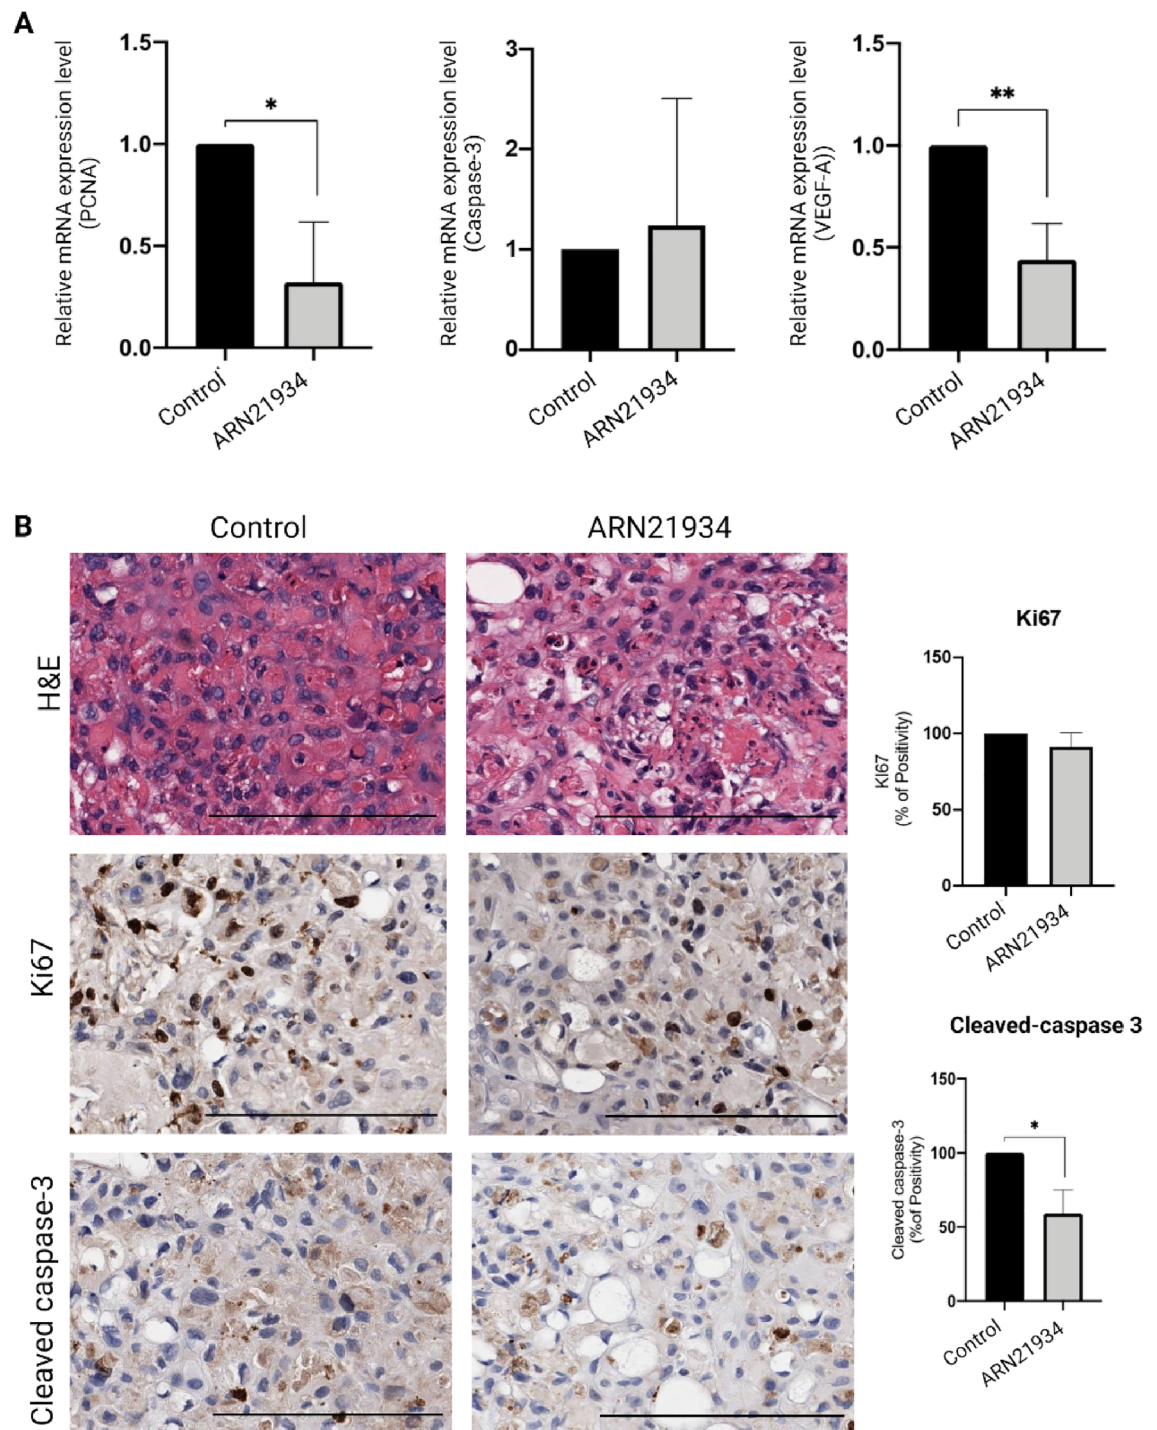 A
Relative mRNA expression level
(PCNA)
1.5
1.0
0.5
0.0
*
Control
ARN21934
Relative mRNA expression level
(Caspase-3)
3
2
1
0
Control
ARN21934
Relative mRNA expression level
(VEGF-A))
1.5
1.0
0.5
0.0
**
Control
ARN21934
B
Control
ARN21934
H&E
Ki67
Cleaved caspase-3
Ki67
KI67
(% of Positivity)
150
100
50
0
Control
ARN21934
Cleaved-caspase 3
Cleaved caspase-3
(%of Positivity)
150
100
50
0
*
Control
ARN21934